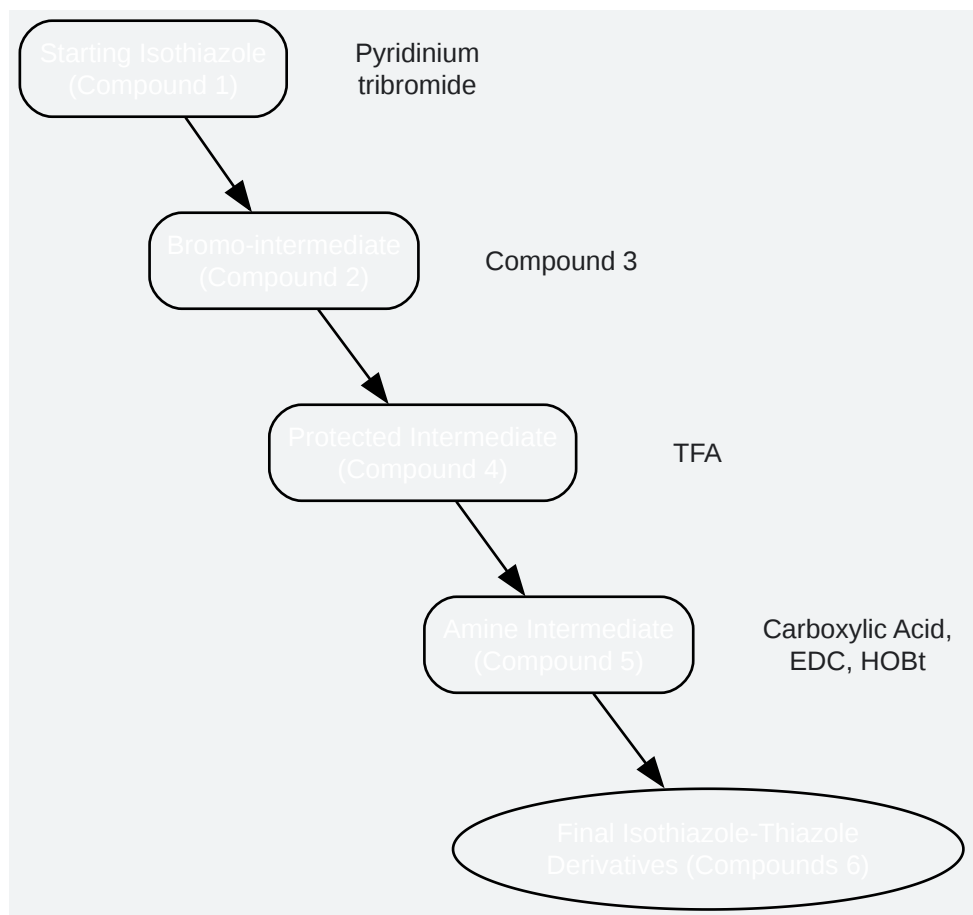 Starting Isothiazole
(Compound 1)
Pyridinium
tribromide
Bromo-intermediate
(Compound 2)
Compound 3
Protected Intermediate
(Compound 4)
TFA
Amine Intermediate
(Compound 5)
Carboxylic Acid,
EDC, HOBt
Final Isothiazole-Thiazole
Derivatives (Compounds 6)